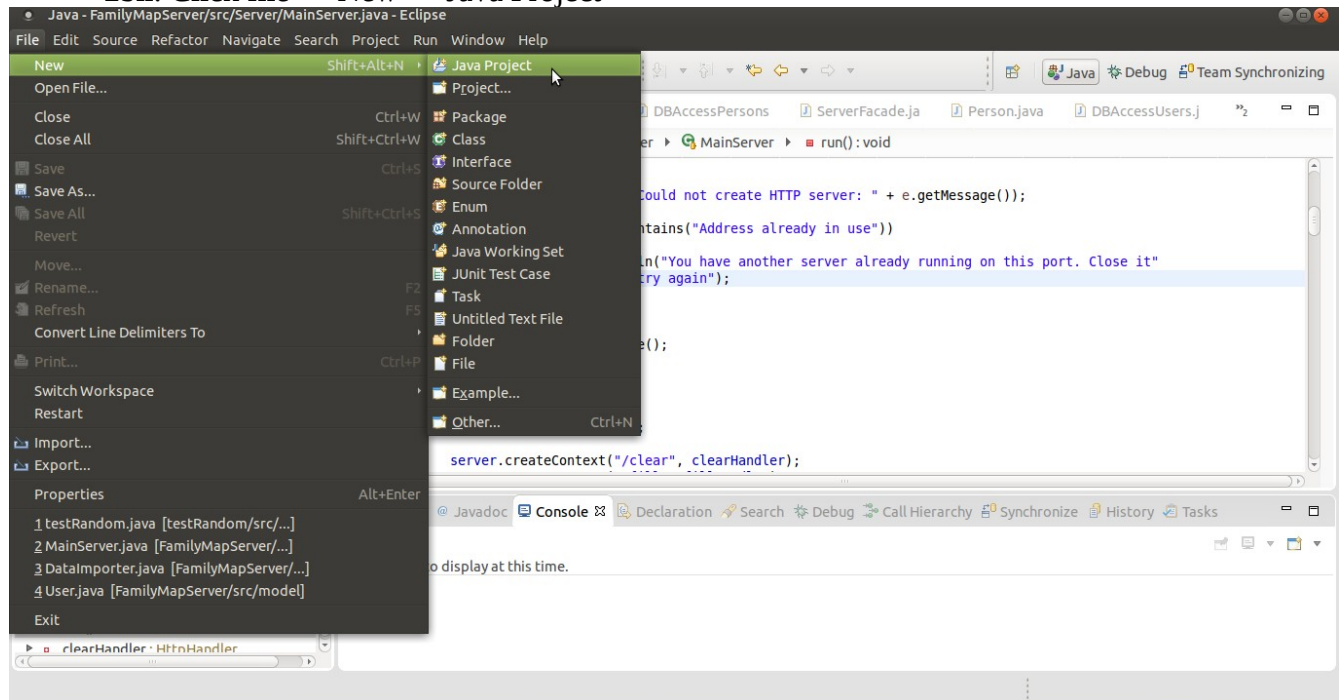 Java - FamilyMapServer/src/Server/MainServer.java - Eclipse
File Edit Source Refactor Navigate Search Project Run Window Help
New Shift+Alt+N
Open File...
Close Ctrl+W
Close All Shift+Ctrl+W
Save Ctrl+S
Save As...
Save All Shift+Ctrl+S
Revert
Move...
Rename... F2
Refresh F5
Convert Line Delimiters To
Print... Ctrl+P
Switch Workspace
Restart
Import...
Export...
Properties Alt+Enter
1 testRandom.java [testRandom/src/...]
2 MainServer.java [FamilyMapServer/...]
3 DataImporter.java [FamilyMapServer/...]
4 User.java [FamilyMapServer/src/model]
Exit
clearHandler : HttpHandler
Java Project
Project...
Package
Class
Interface
Source Folder
Enum
Annotation
Java Working Set
JUnit Test Case
Task
Untitled Text File
Folder
File
Example...
Other... Ctrl+N
Java Debug Team Synchronizing
DBAccessPersons ServerFacade.ja Person.java DBAccessUsers.j »2
er MainServer run() : void
Could not create HTTP server: " + e.getMessage());
ntains("Address already in use"))
ln("You have another server already running on this port. Close it"
try again");
e();
;
server.createContext("/clear", clearHandler);
@ Javadoc Console Declaration Search Debug Call Hierarchy Synchronize History Tasks
o display at this time.